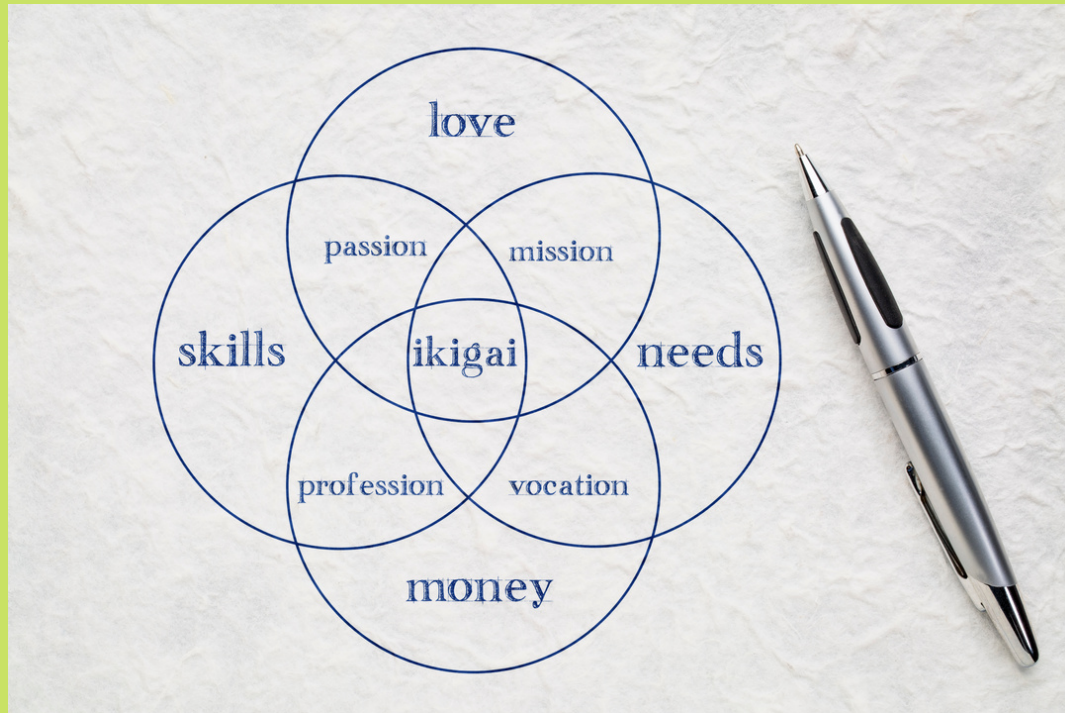 love
passion
mission
skills
ikigai
needs
profession
vocation
money